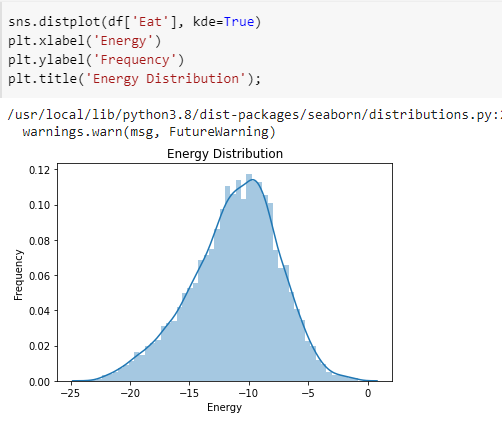 sns.distplot(df['Eat'], kde=True)
plt.xlabel('Energy')
plt.ylabel('Frequency')
plt.title('Energy Distribution');
/usr/local/lib/python3.8/dist-packages/seaborn/distributions.py:
warnings.warn(msg, FutureWarning)
Energy Distribution
0.12
0.10
0.08
0.06
0.04
0.02
0.00
Frequency
−25
−20
−15
−10
−5
0
Energy